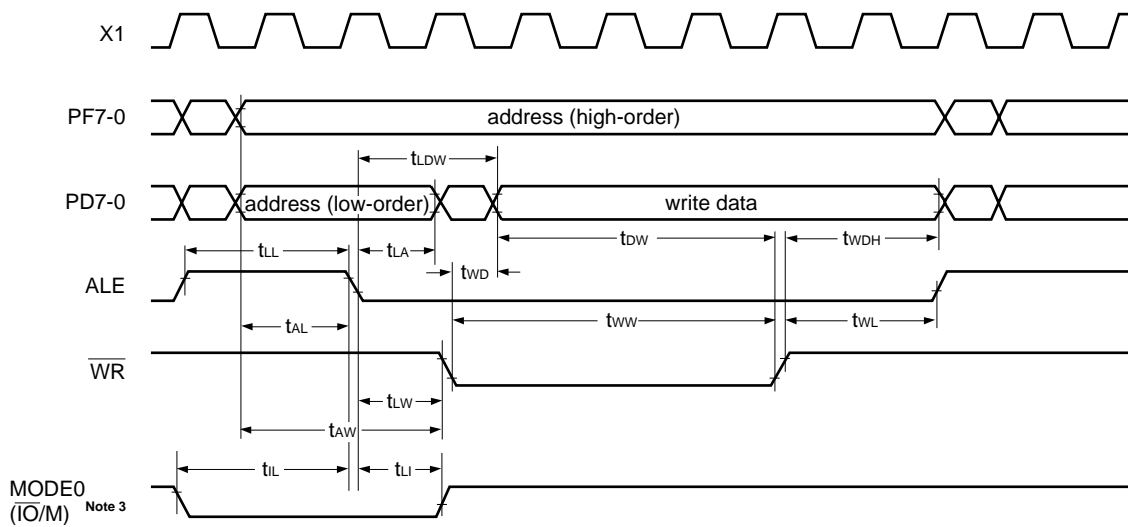 X1
PF7-0
address (high-order)
tLDW
PD7-0
address (low-order)
write data
tLL
tLA
tDW
tWDH
tWD
ALE
tAL
tWW
tWL
WR
tLW
tAW
tIL
tLI
MODE0
(IO/M) Note 3